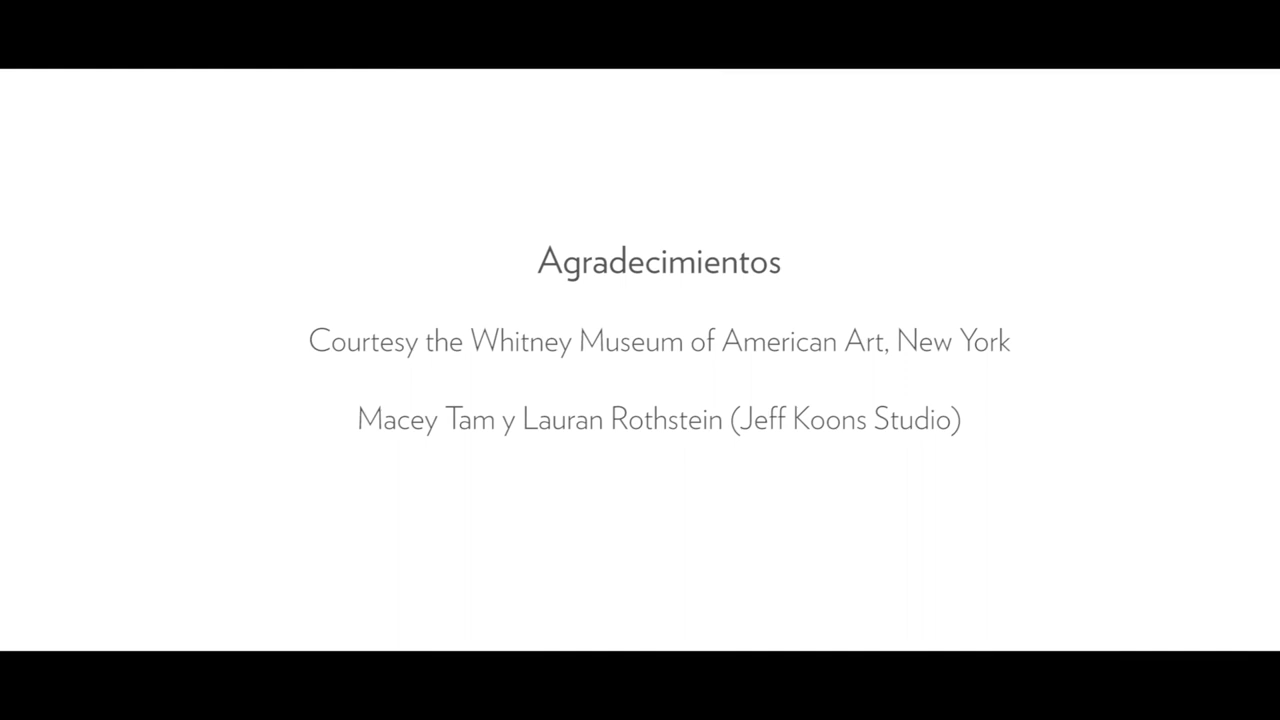 Agradecimientos
Courtesy the Whitney Museum of American Art, New York
Macey Tam y Lauran Rothstein (Jeff Koons Studio)